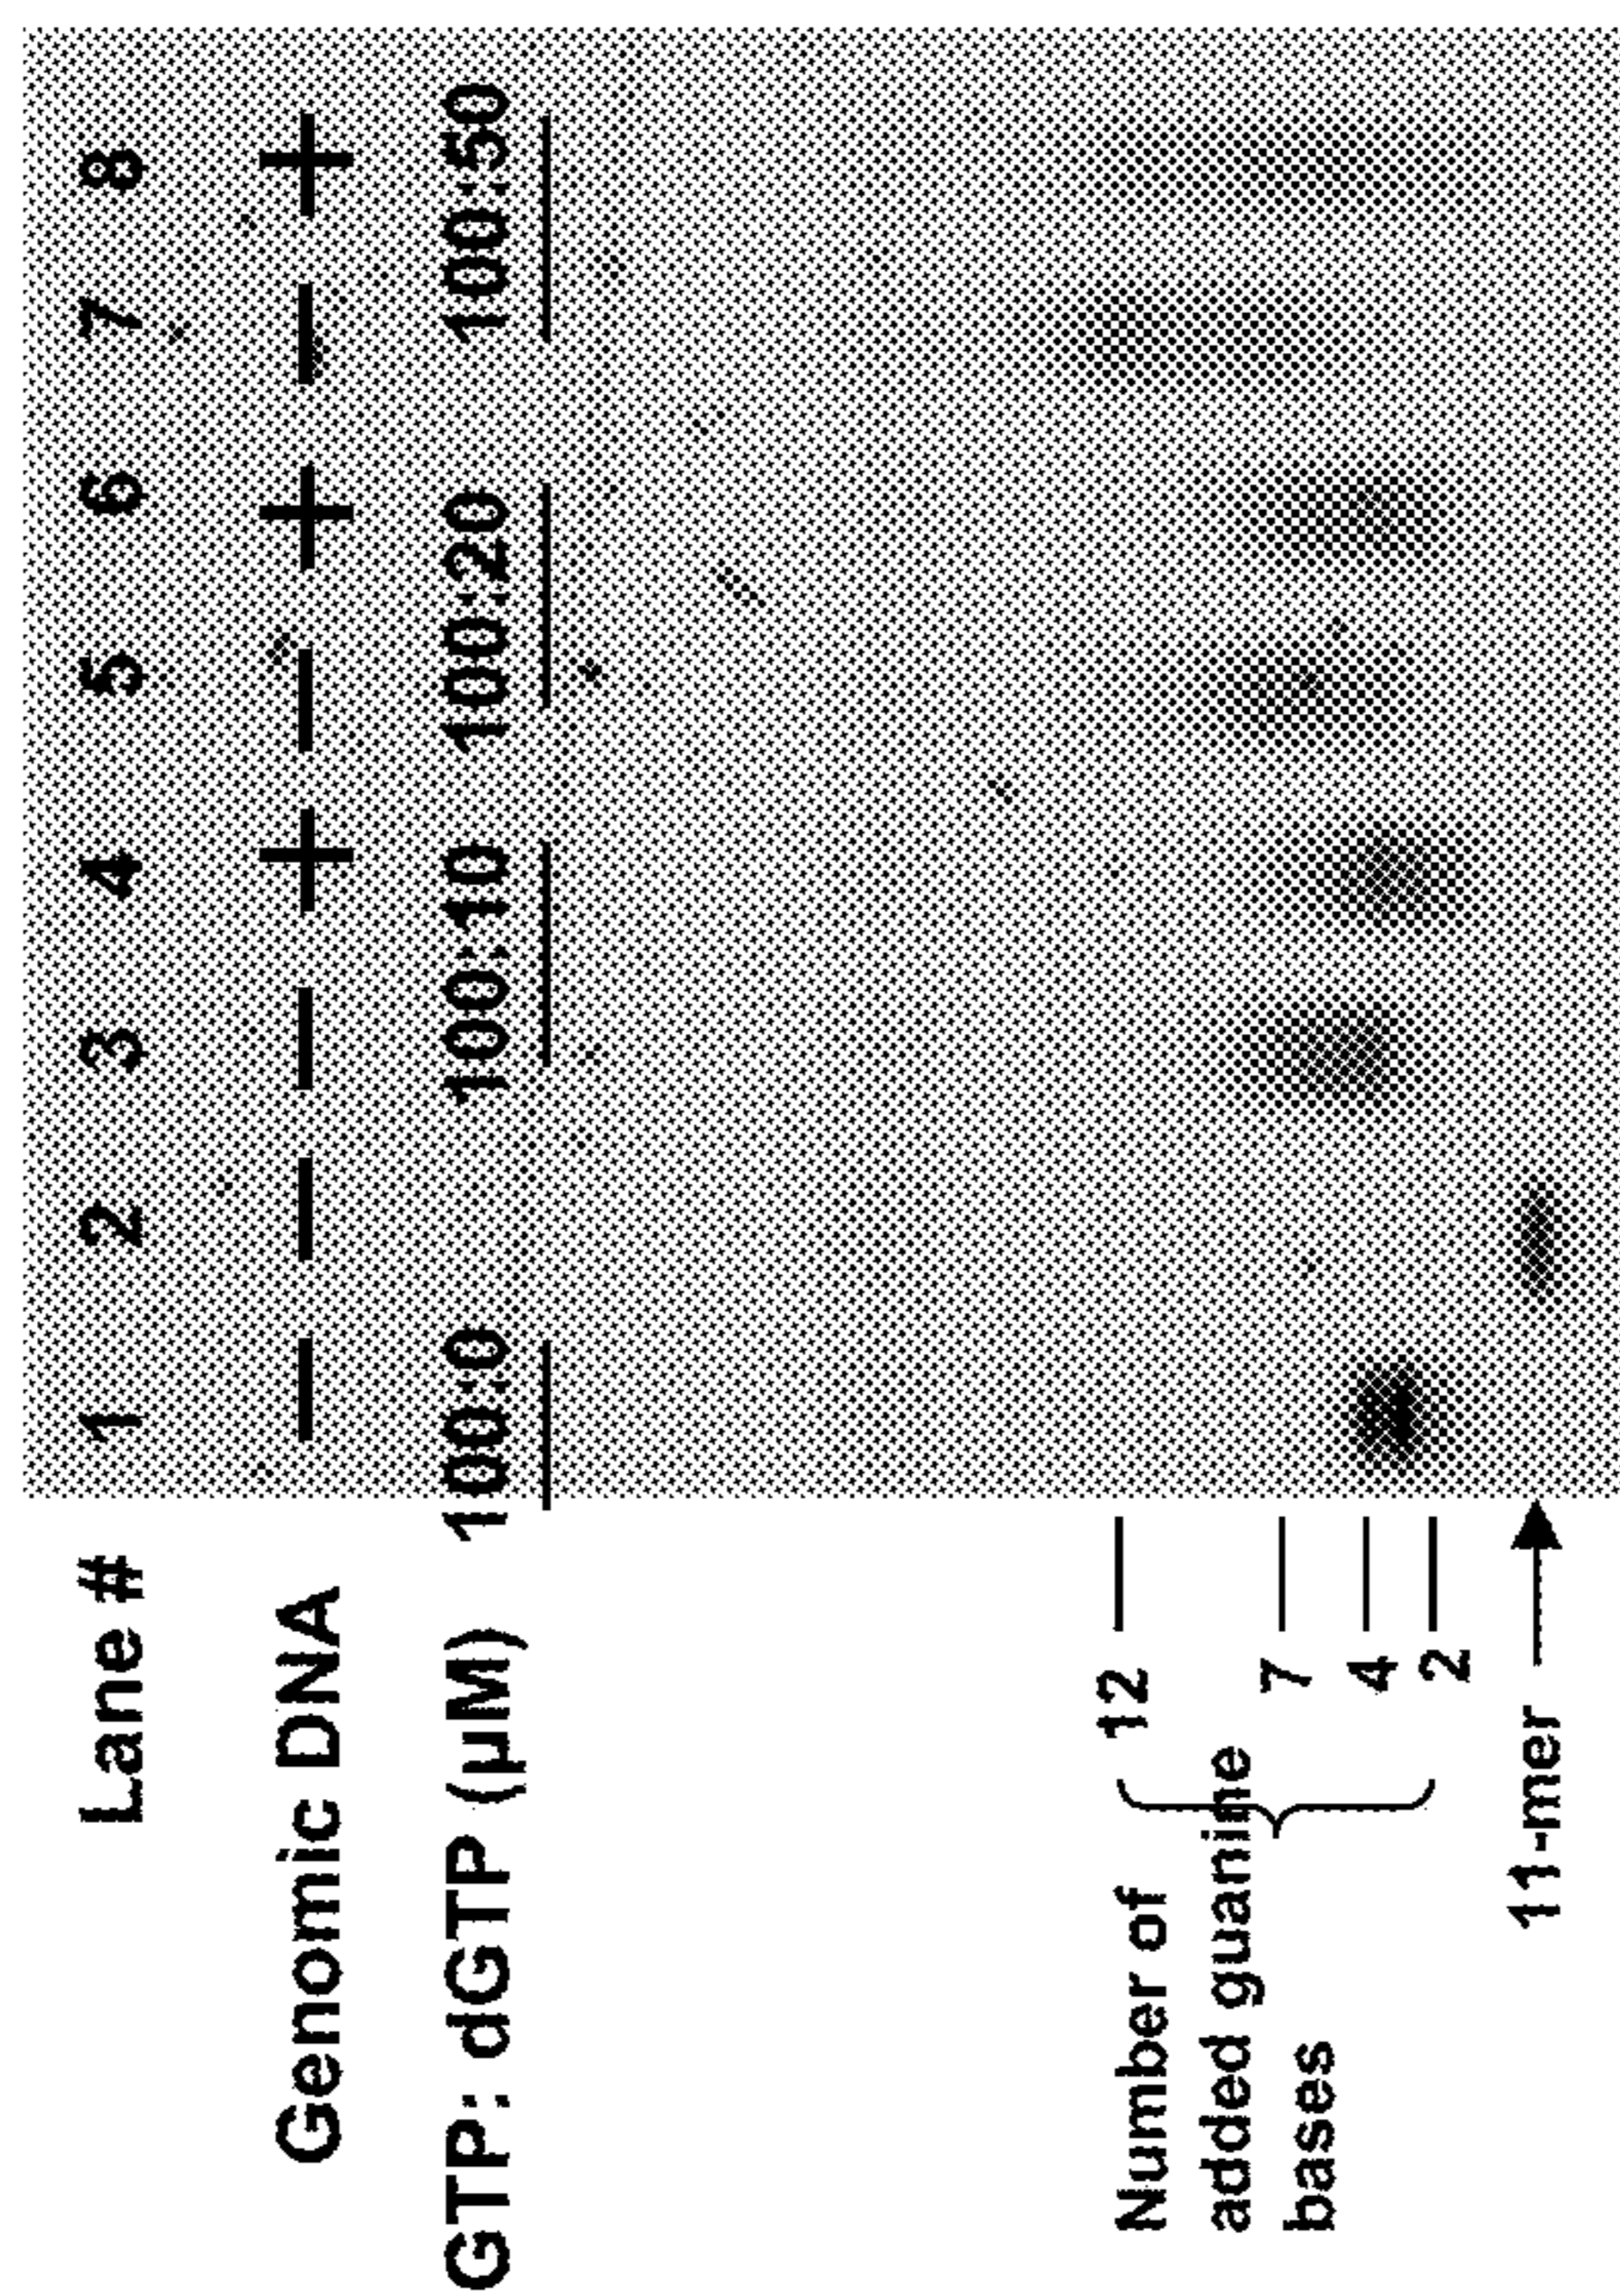 Lane # 1 2 3 4 5 6 7 8
Genomic DNA − − − + − + − +
GTP: dGTP (µM) 100:0 100:10 100:20 100:50
Number of
added guanine
bases
12
7
4
2
11-mer